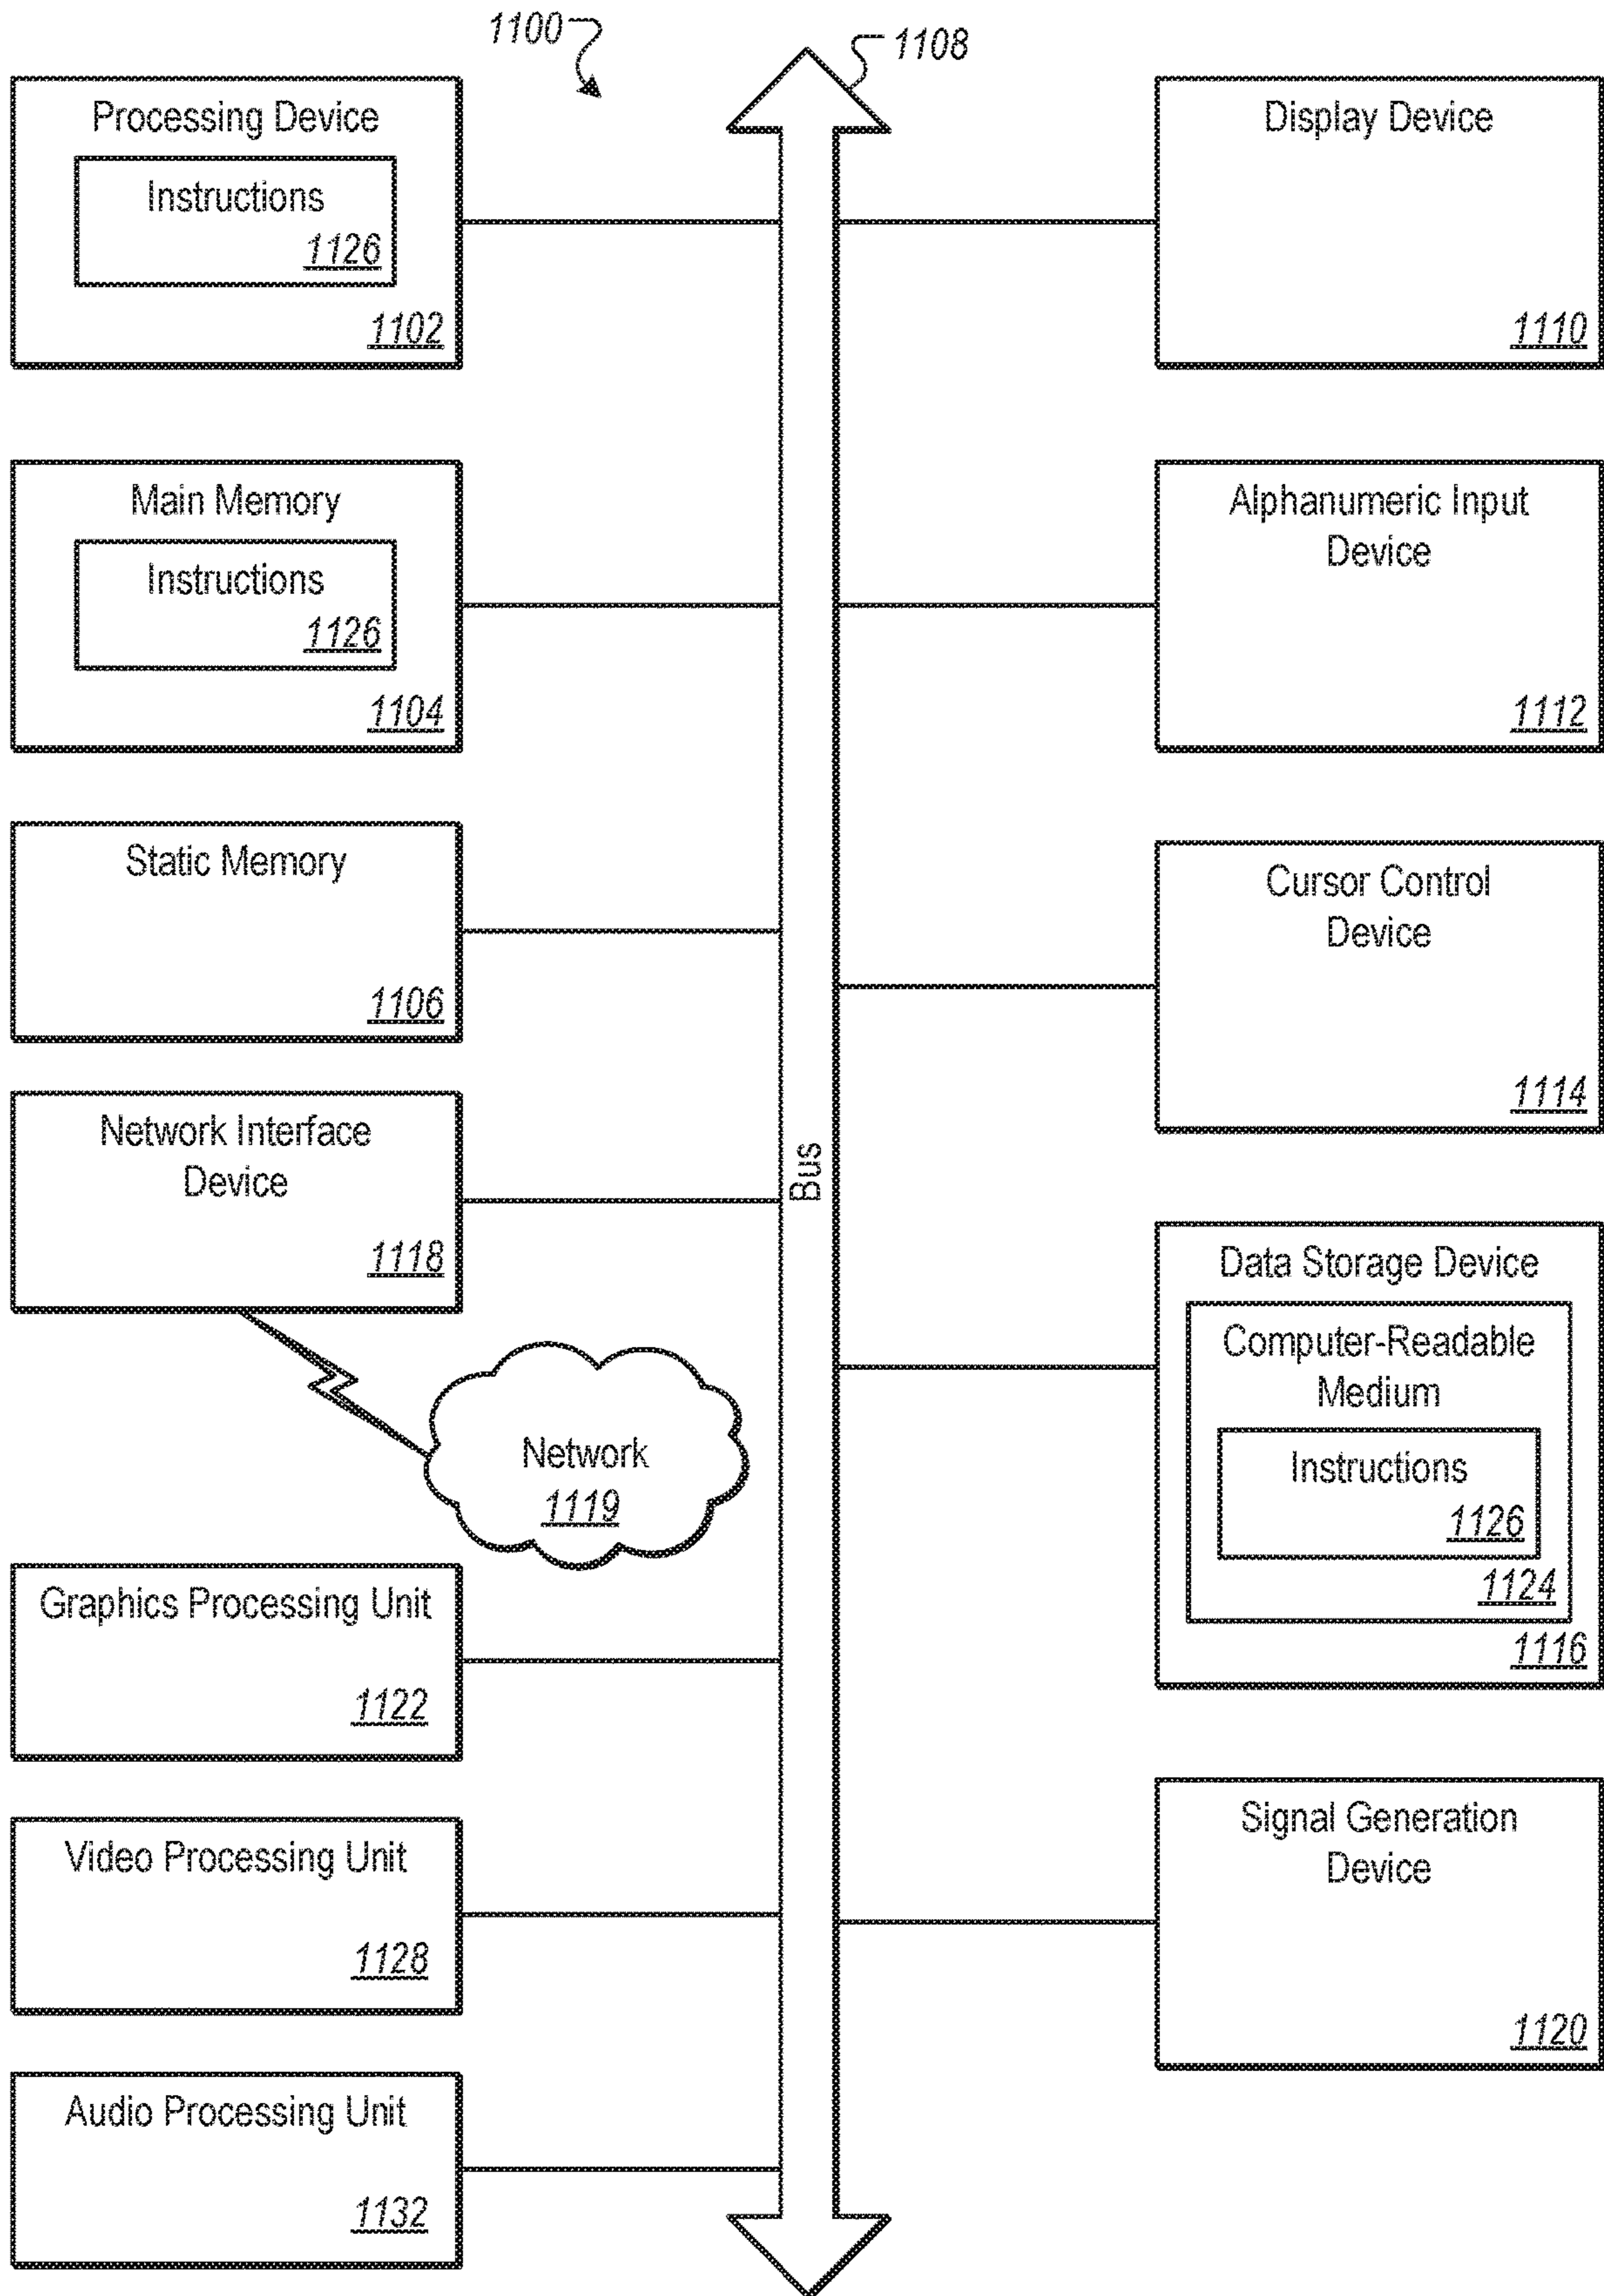 1100
1108
Processing Device
Instructions
1126
1102
Main Memory
Instructions
1126
1104
Static Memory
1106
Network Interface
Device
1118
Network
1119
Graphics Processing Unit
1122
Video Processing Unit
1128
Audio Processing Unit
1132
Bus
Display Device
1110
Alphanumeric Input
Device
1112
Cursor Control
Device
1114
Data Storage Device
Computer-Readable
Medium
Instructions
1126
1124
1116
Signal Generation
Device
1120